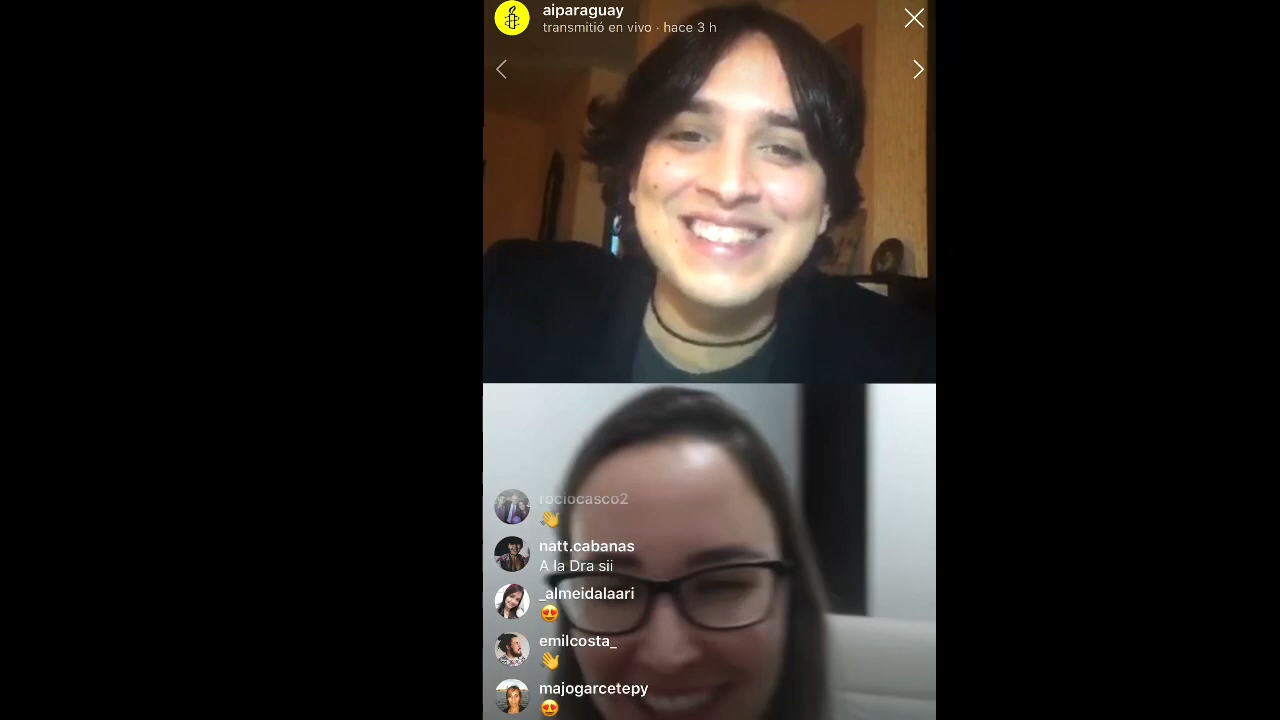 aiparaguay
transmitió en vivo · hace 3 h
rociocasco2
👋
natt.cabanas
A la Dra sii
_almeidalaari
😍
emilcosta_
👋
majogarcetepy
😍